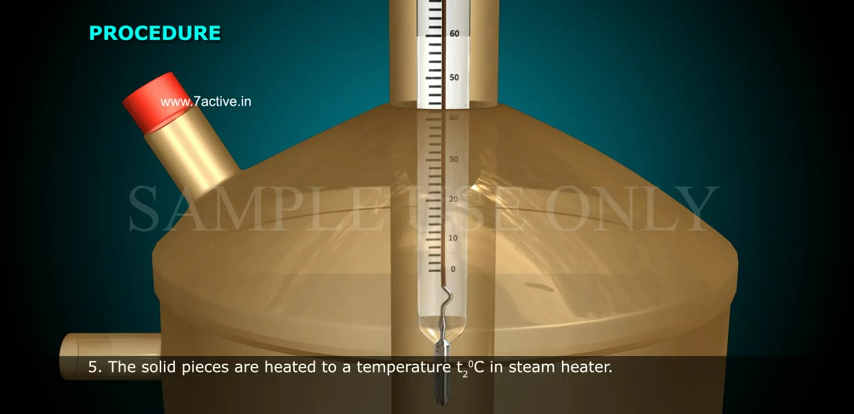 PROCEDURE
www.7active.in
60
50
40
30
20
10
0
SAMPLE USE ONLY
5. The solid pieces are heated to a temperature t₂⁰C in steam heater.